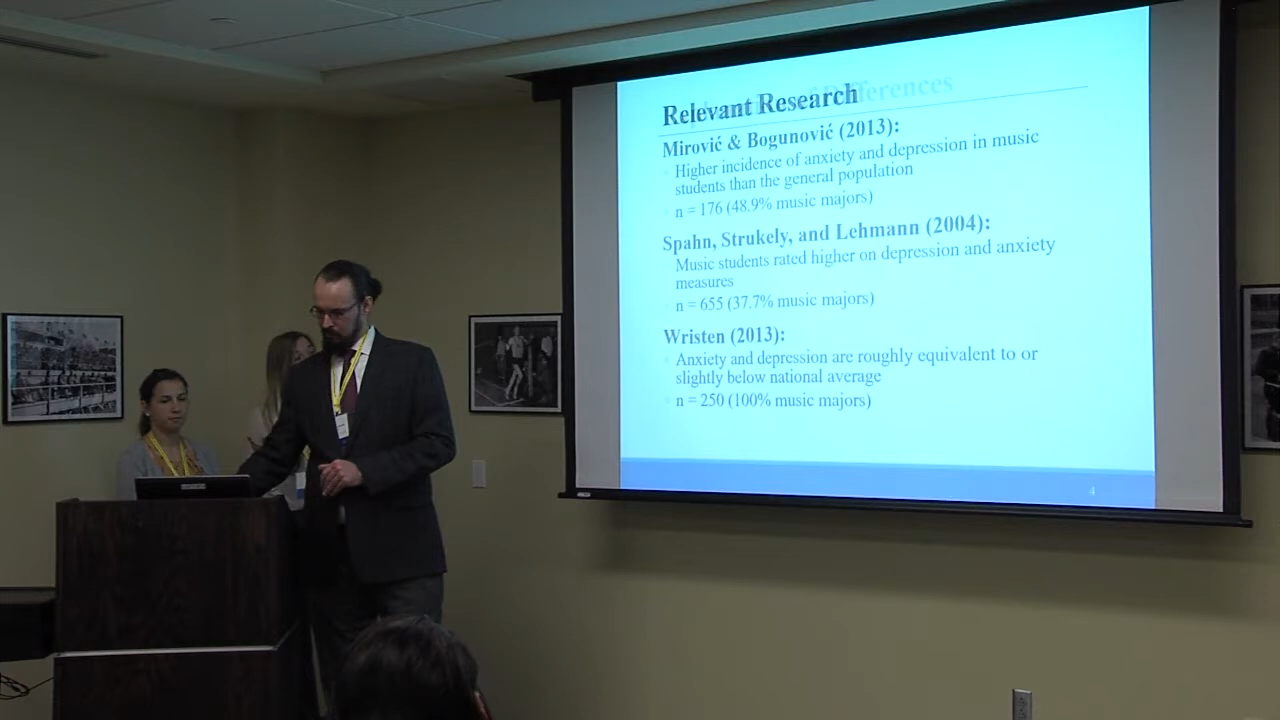 Relevant Research
of Differences
Mirović & Bogunović (2013):
Higher incidence of anxiety and depression in music
students than the general population
n = 176 (48.9% music majors)
Spahn, Strukely, and Lehmann (2004):
Music students rated higher on depression and anxiety
measures
n = 655 (37.7% music majors)
Wristen (2013):
Anxiety and depression are roughly equivalent to or
slightly below national average
n = 250 (100% music majors)
4